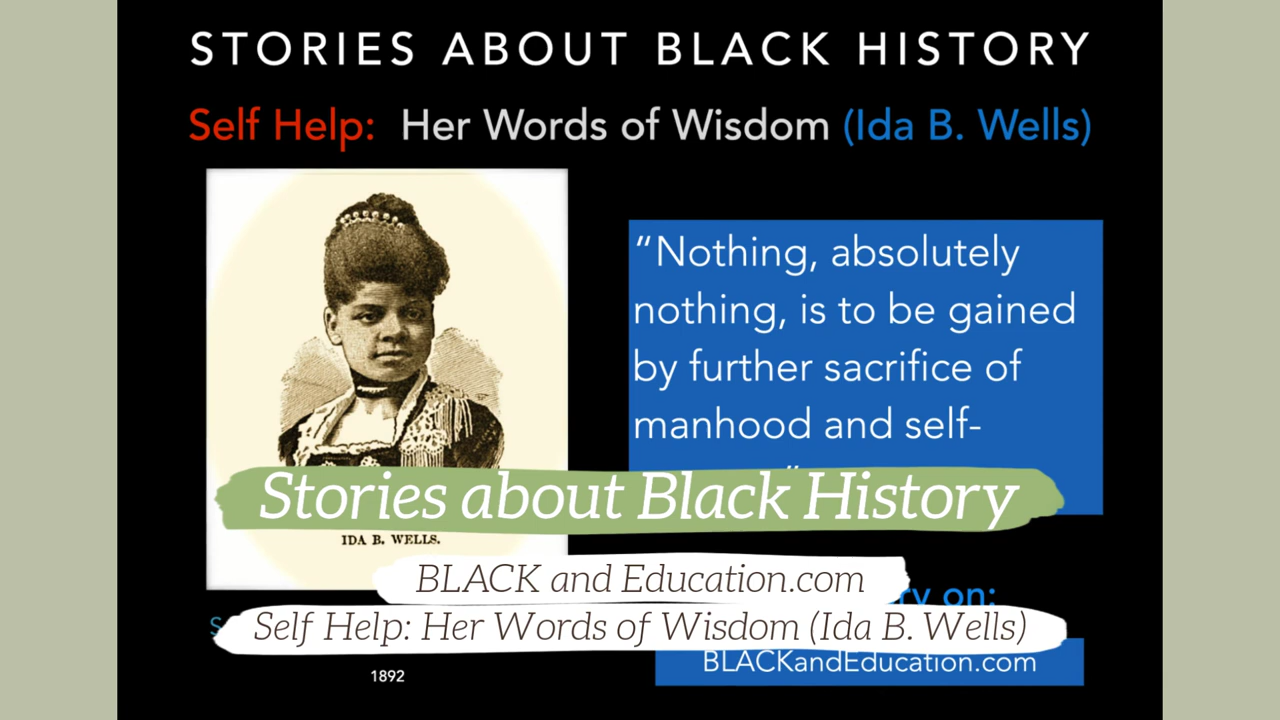 STORIES ABOUT BLACK HISTORY
Self Help: Her Words of Wisdom (Ida B. Wells)
“Nothing, absolutely
nothing, is to be gained
by further sacrifice of
manhood and self-
”
Stories about Black History
IDA B. WELLS.
BLACK and Education.com
on:
Self Help: Her Words of Wisdom (Ida B. Wells)
BLACKandEducation.com
1892